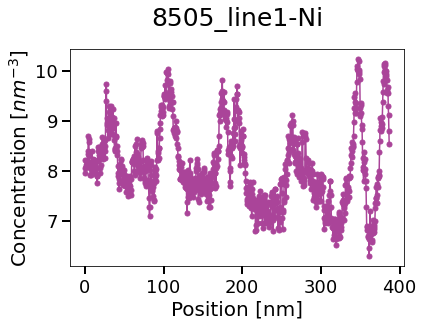 8505_line1-Ni
Concentration [$nm^{-3}$]
10
9
8
7
0 100 200 300 400
Position [nm]